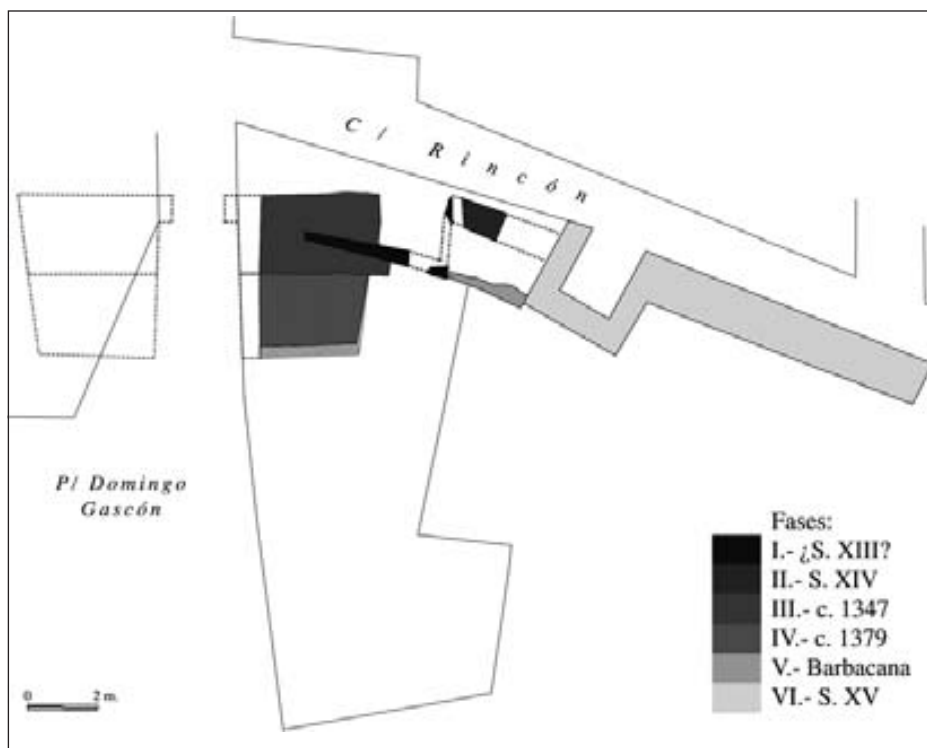 C/ Rincón
P/ Domingo
Gascón
Fases:
I.- ¿S. XIII?
II.- S. XIV
III.- c. 1347
IV.- c. 1379
V.- Barbacana
VI.- S. XV
0 2 m.